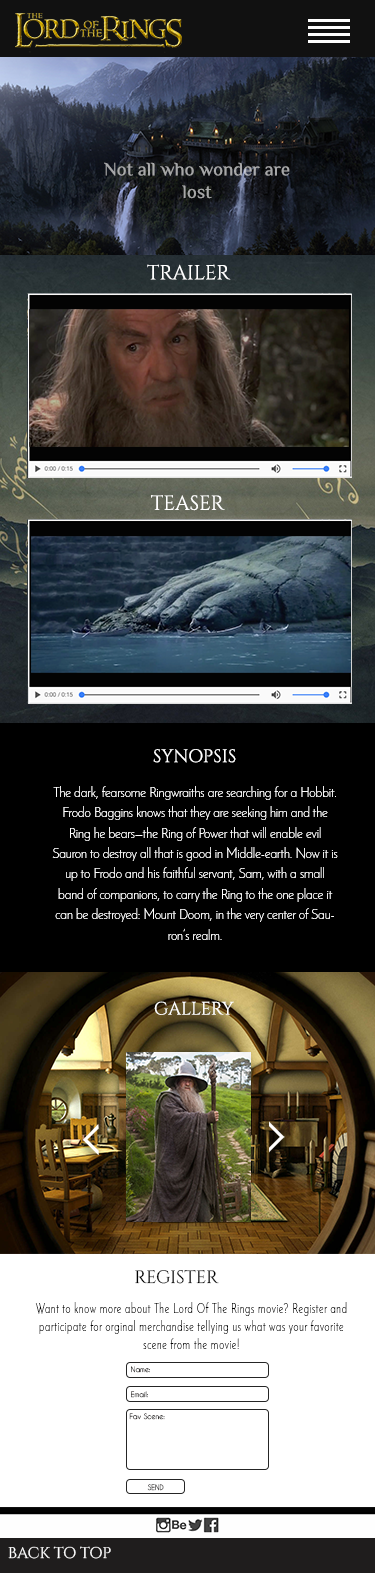 THE LORD OF THE RINGS
Not all who wonder are
lost
TRAILER
0:00 / 0:15
TEASER
0:00 / 0:15
SYNOPSIS
The dark, fearsome Ringwraiths are searching for a Hobbit.
Frodo Baggins knows that they are seeking him and the
Ring he bears—the Ring of Power that will enable evil
Sauron to destroy all that is good in Middle-earth. Now it is
up to Frodo and his faithful servant, Sam, with a small
band of companions, to carry the Ring to the one place it
can be destroyed: Mount Doom, in the very center of Sau-
ron's realm.
GALLERY
REGISTER
Want to know more about The Lord Of The Rings movie? Register and
participate for orginal merchandise tellying us what was your favorite
scene from the movie!
Name:
Email:
Fav Scene:
SEND
Bē
BACK TO TOP